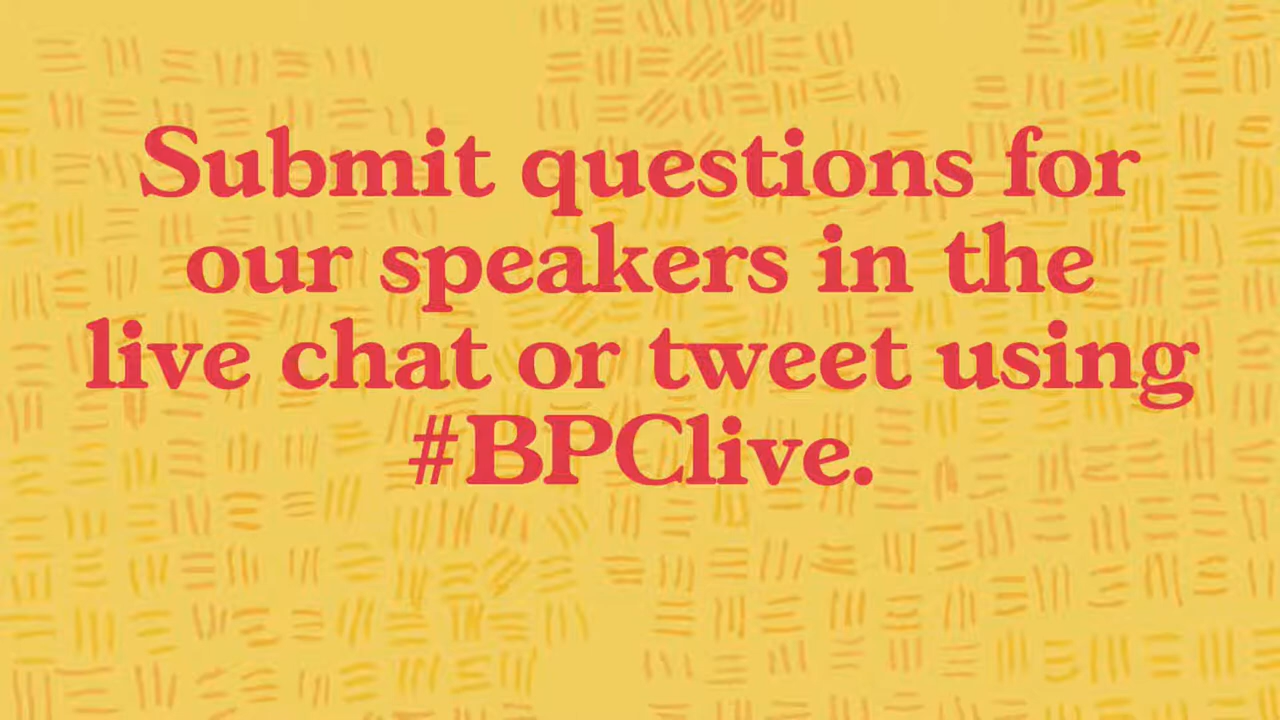 Submit questions for
our speakers in the
live chat or tweet using
#BPClive.